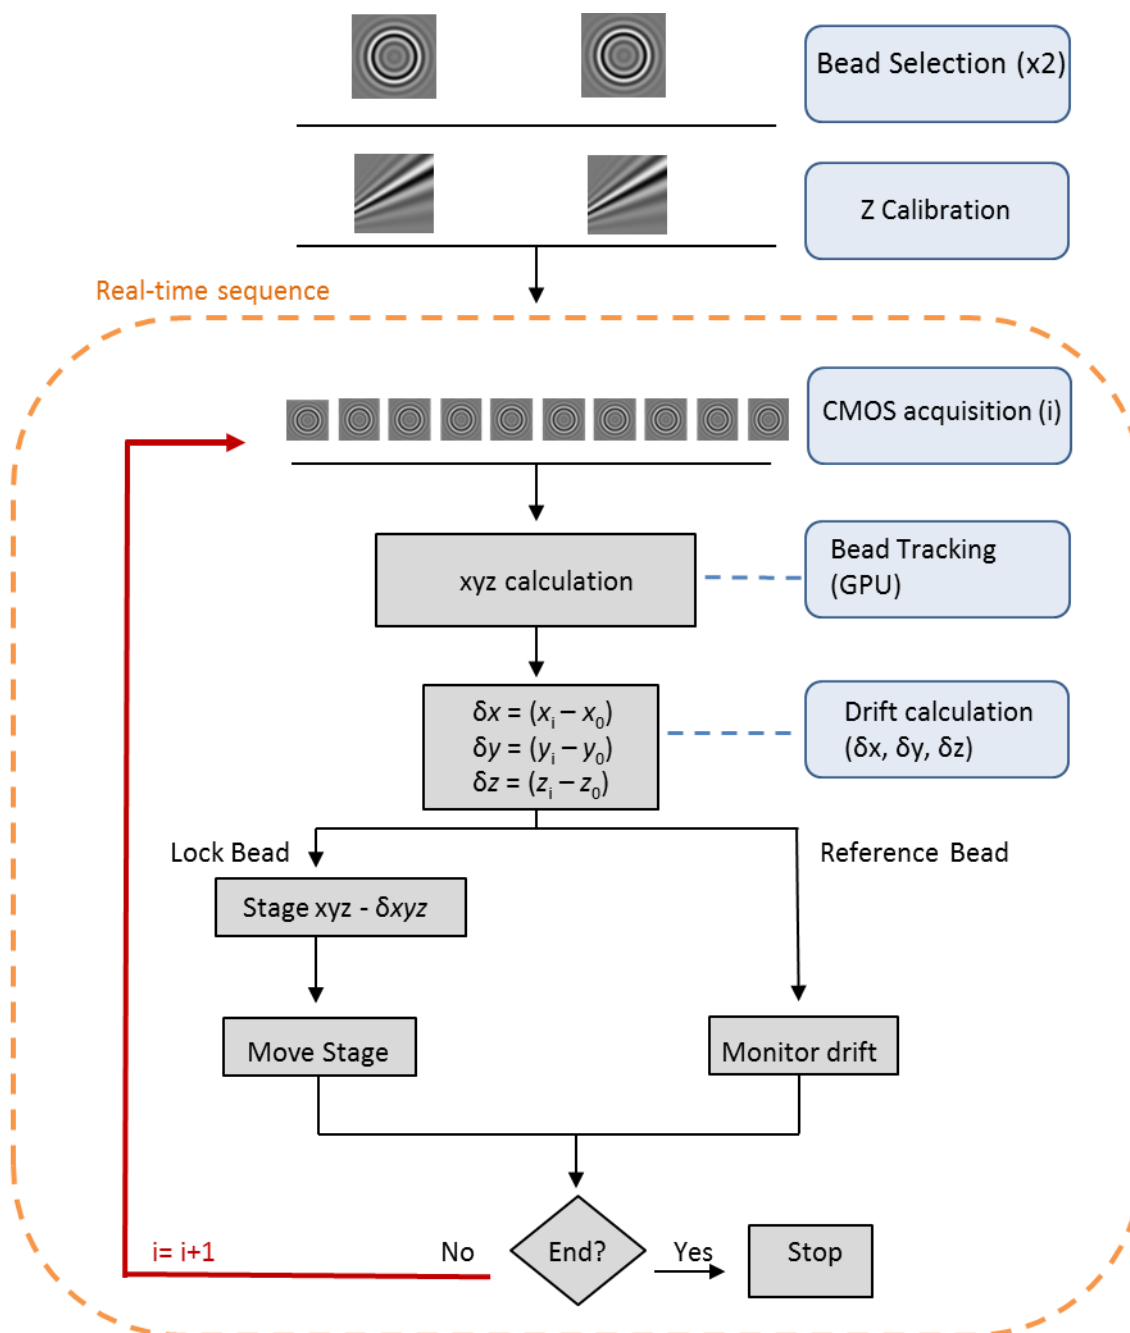 Bead Selection (x2)
Z Calibration
Real-time sequence
CMOS acquisition (i)
xyz calculation
Bead Tracking
(GPU)
δx = (xᵢ – x₀)
δy = (yᵢ – y₀)
δz = (zᵢ – z₀)
Drift calculation
(δx, δy, δz)
Lock Bead
Reference Bead
Stage xyz - δxyz
Move Stage
Monitor drift
i= i+1
No
End?
Yes
Stop